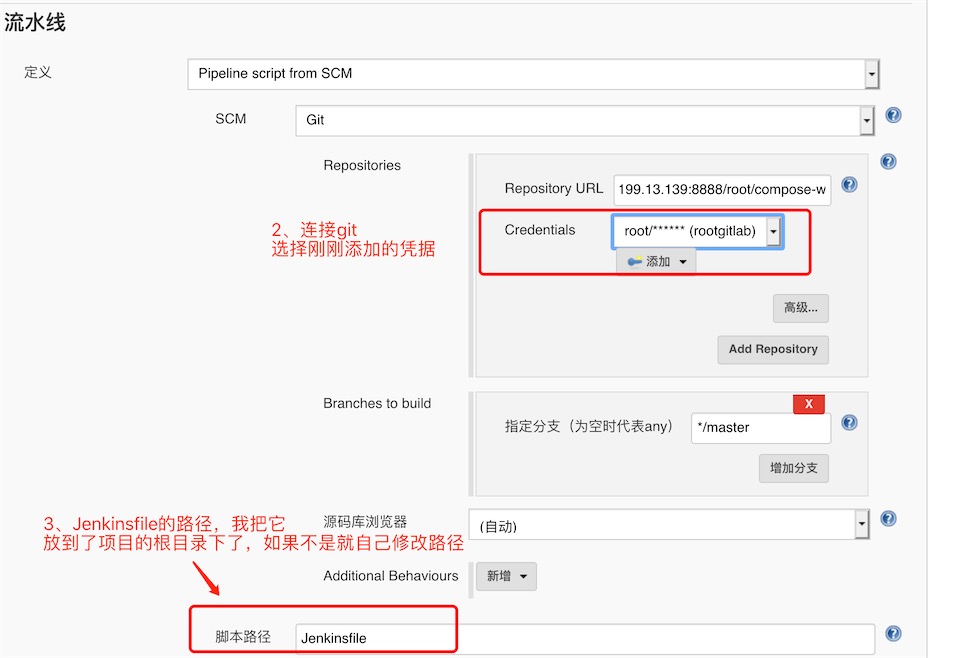 流水线
定义
Pipeline script from SCM
SCM
Git
Repositories
Repository URL
199.13.139:8888/root/compose-w
Credentials
root/****** (rootgitlab)
添加
2、连接git
选择刚刚添加的凭据
高级...
Add Repository
Branches to build
X
指定分支（为空时代表any）
*/master
增加分支
3、Jenkinsfile的路径，我把它
放到了项目的根目录下了，如果不是就自己修改路径
源码库浏览器
(自动)
Additional Behaviours
新增
脚本路径
Jenkinsfile